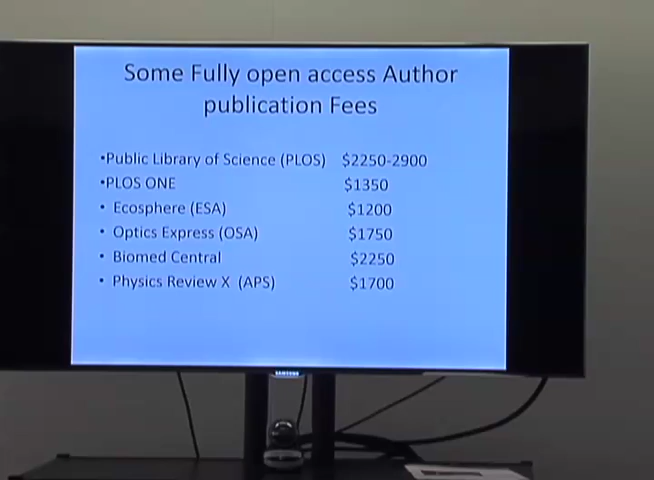 Some Fully open access Author
publication Fees
•Public Library of Science (PLOS) $2250-2900
•PLOS ONE $1350
• Ecosphere (ESA) $1200
• Optics Express (OSA) $1750
• Biomed Central $2250
• Physics Review X (APS) $1700
SAMSUNG